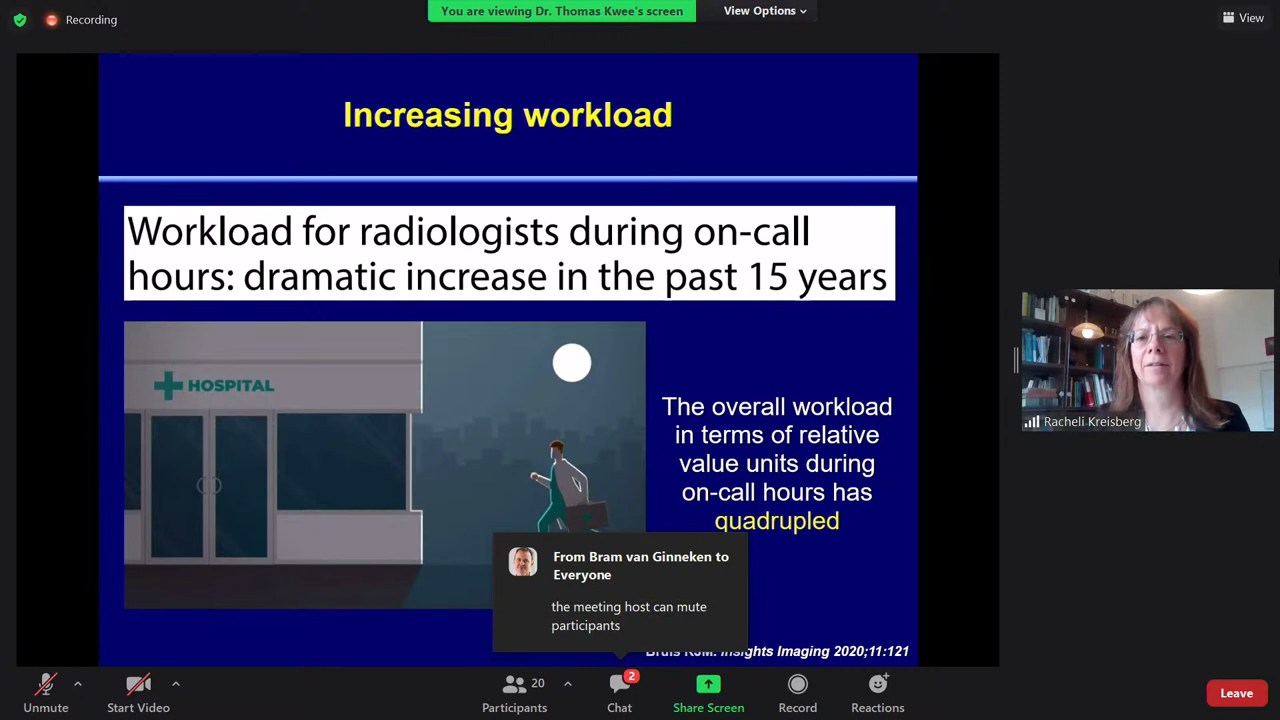 Recording
You are viewing Dr. Thomas Kwee's screen
View Options
View
Increasing workload
Workload for radiologists during on-call
hours: dramatic increase in the past 15 years
HOSPITAL
The overall workload
in terms of relative
value units during
on-call hours has
quadrupled
From Bram van Ginneken to
Everyone
the meeting host can mute
participants
Insights Imaging 2020;11:121
Racheli Kreisberg
Unmute
Start Video
20
Participants
2
Chat
Share Screen
Record
Reactions
Leave